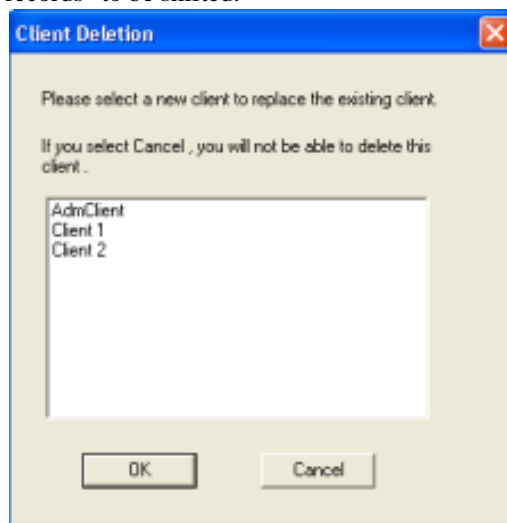 records" to be shifted.
Client Deletion
Please select a new client to replace the existing client.
If you select Cancel , you will not be able to delete this
client .
AdmClient
Client 1
Client 2
OK
Cancel